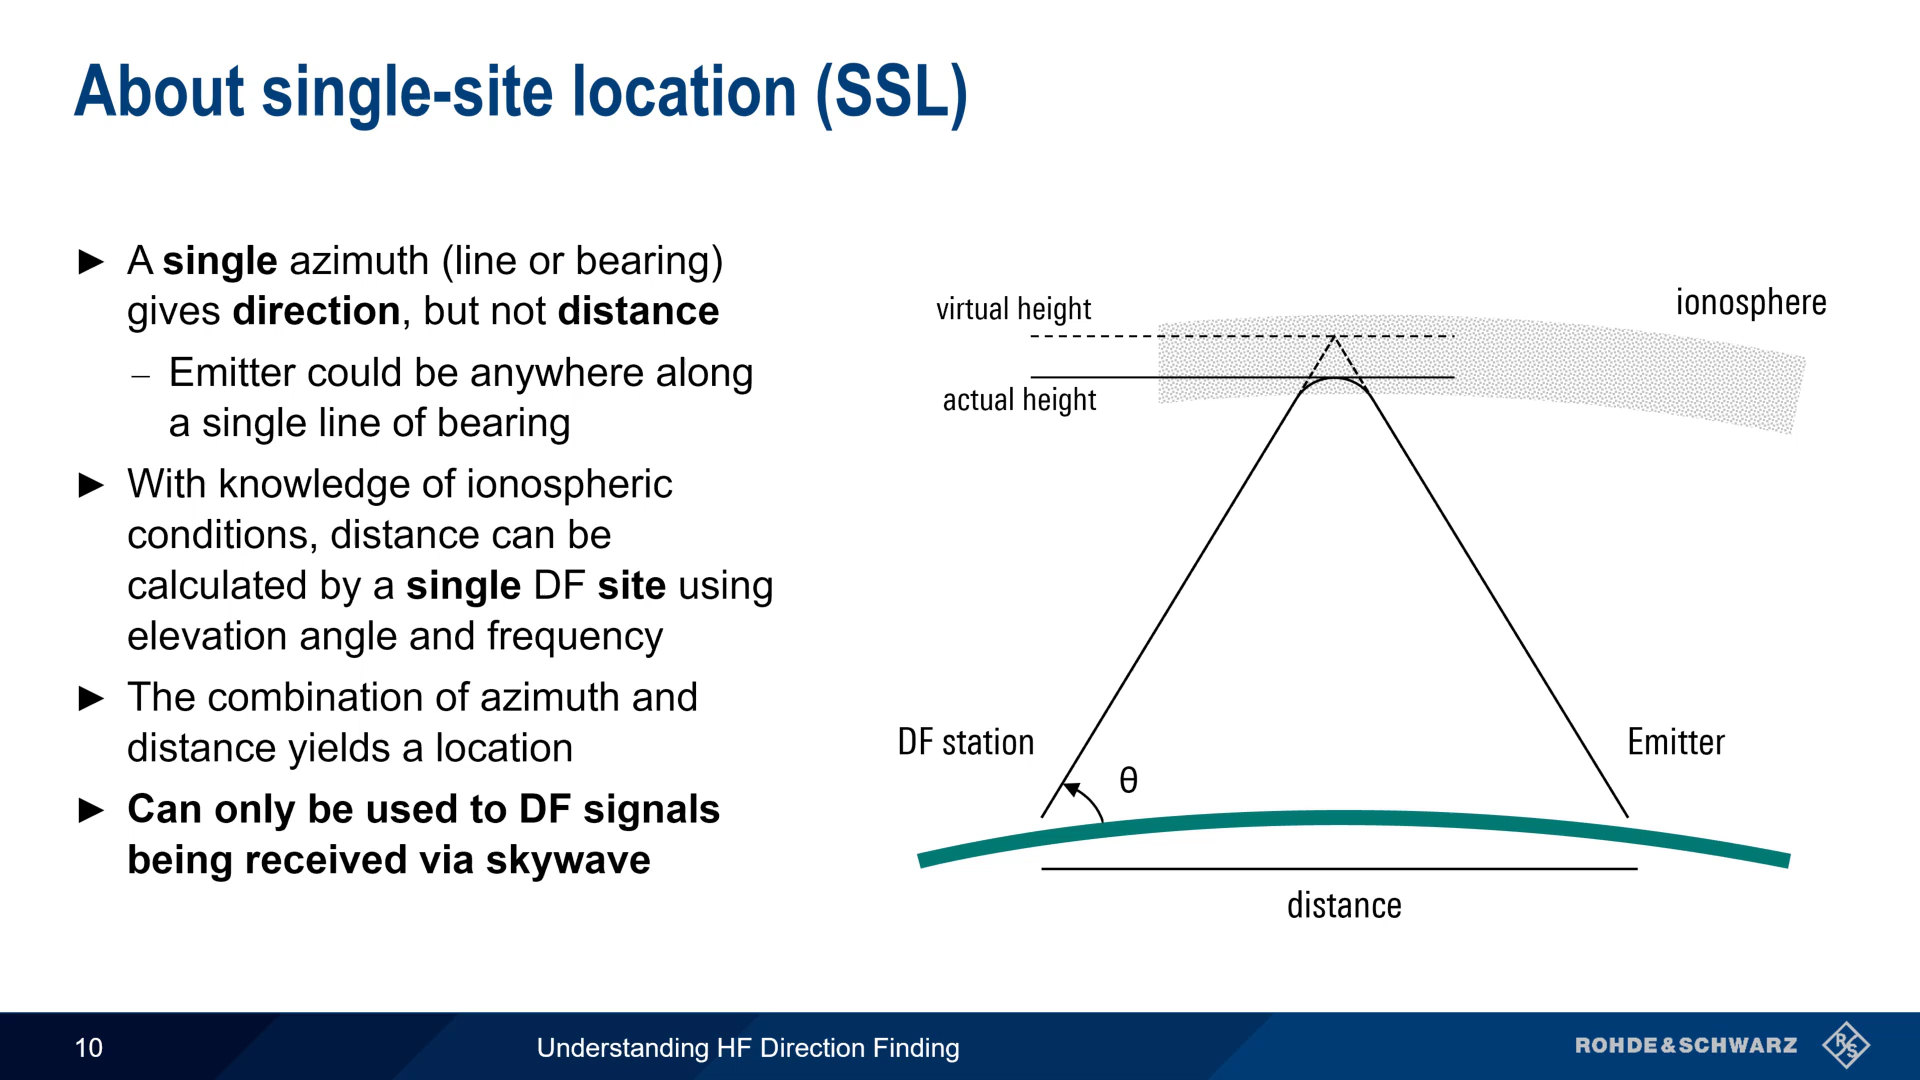 About single-site location (SSL)
► A single azimuth (line or bearing)
gives direction, but not distance
– Emitter could be anywhere along
a single line of bearing
► With knowledge of ionospheric
conditions, distance can be
calculated by a single DF site using
elevation angle and frequency
► The combination of azimuth and
distance yields a location
► Can only be used to DF signals
being received via skywave
virtual height
ionosphere
actual height
DF station
Emitter
θ
distance
10
Understanding HF Direction Finding
ROHDE&SCHWARZ
R&S